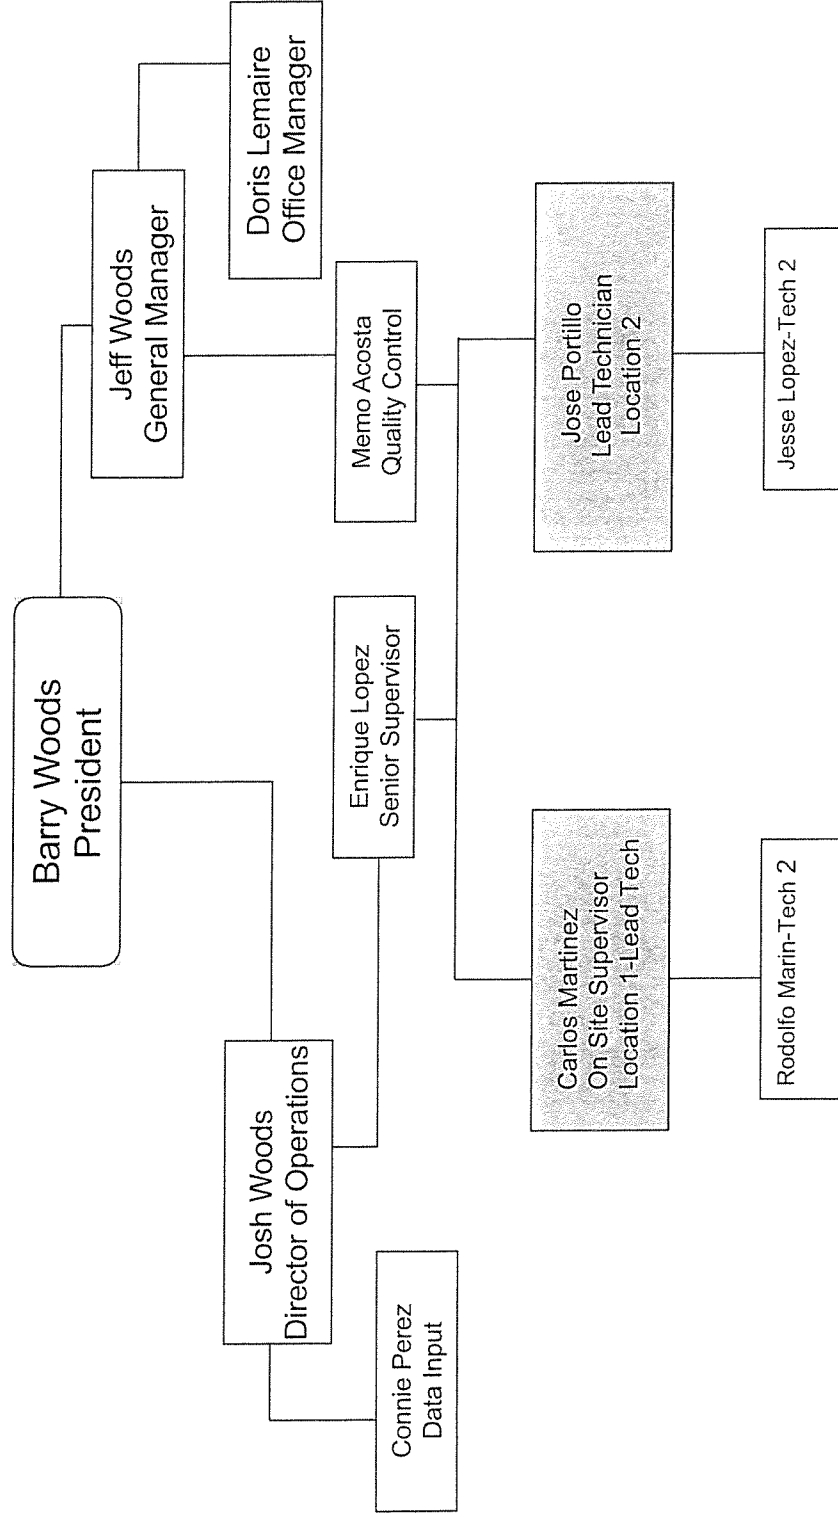 Barry Woods
President
Jeff Woods
General Manager
Josh Woods
Director of Operations
Doris Lemaire
Office Manager
Connie Perez
Data Input
Enrique Lopez
Senior Supervisor
Memo Acosta
Quality Control
Carlos Martinez
On Site Supervisor
Location 1-Lead Tech
Jose Portillo
Lead Technician
Location 2
Rodolfo Marin-Tech 2
Jesse Lopez-Tech 2